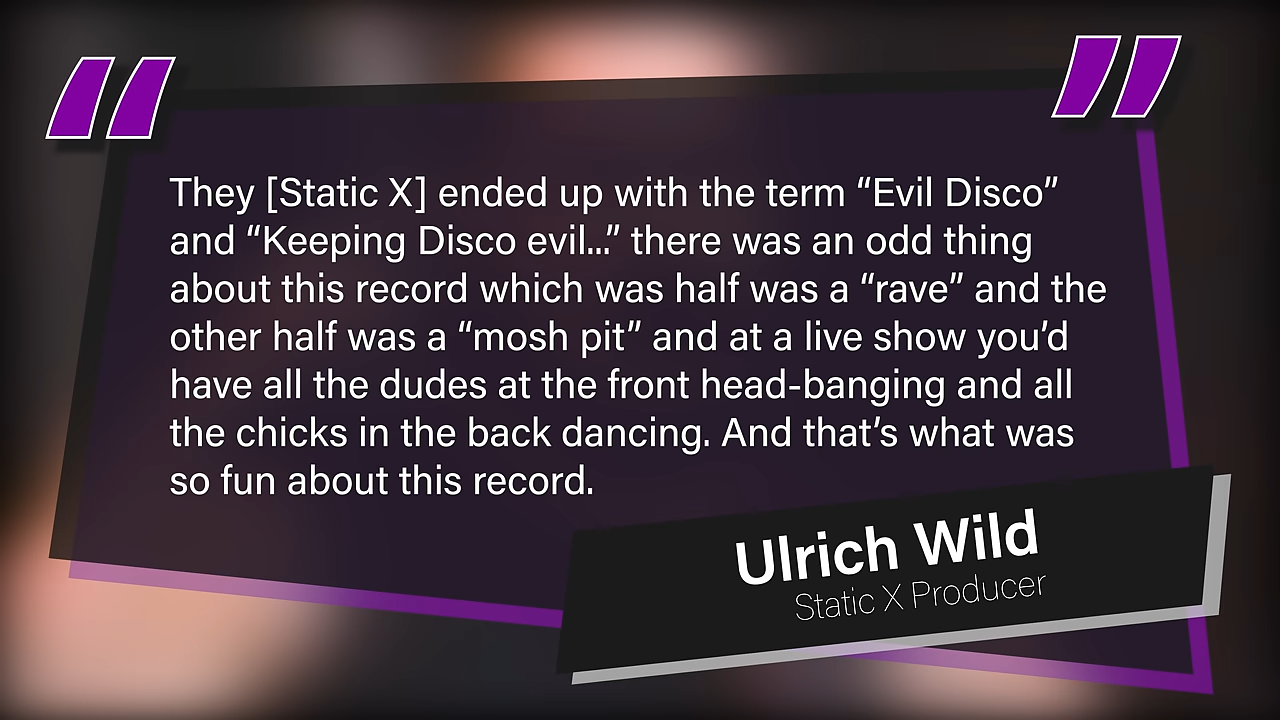 They [Static X] ended up with the term “Evil Disco”
and “Keeping Disco evil...” there was an odd thing
about this record which was half was a “rave” and the
other half was a “mosh pit” and at a live show you’d
have all the dudes at the front head-banging and all
the chicks in the back dancing. And that’s what was
so fun about this record.
Ulrich Wild
Static X Producer